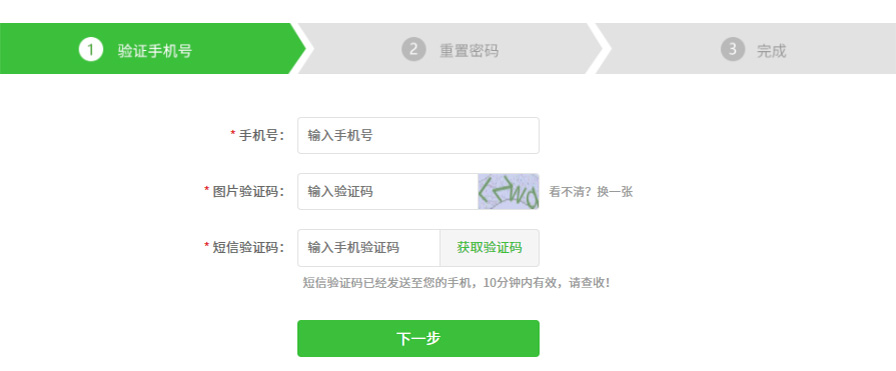 1 验证手机号 2 重置密码 3 完成
* 手机号： 输入手机号
* 图片验证码： 输入验证码 看不清？换一张
* 短信验证码： 输入手机验证码 获取验证码
短信验证码已经发送至您的手机，10分钟内有效，请查收！
下一步